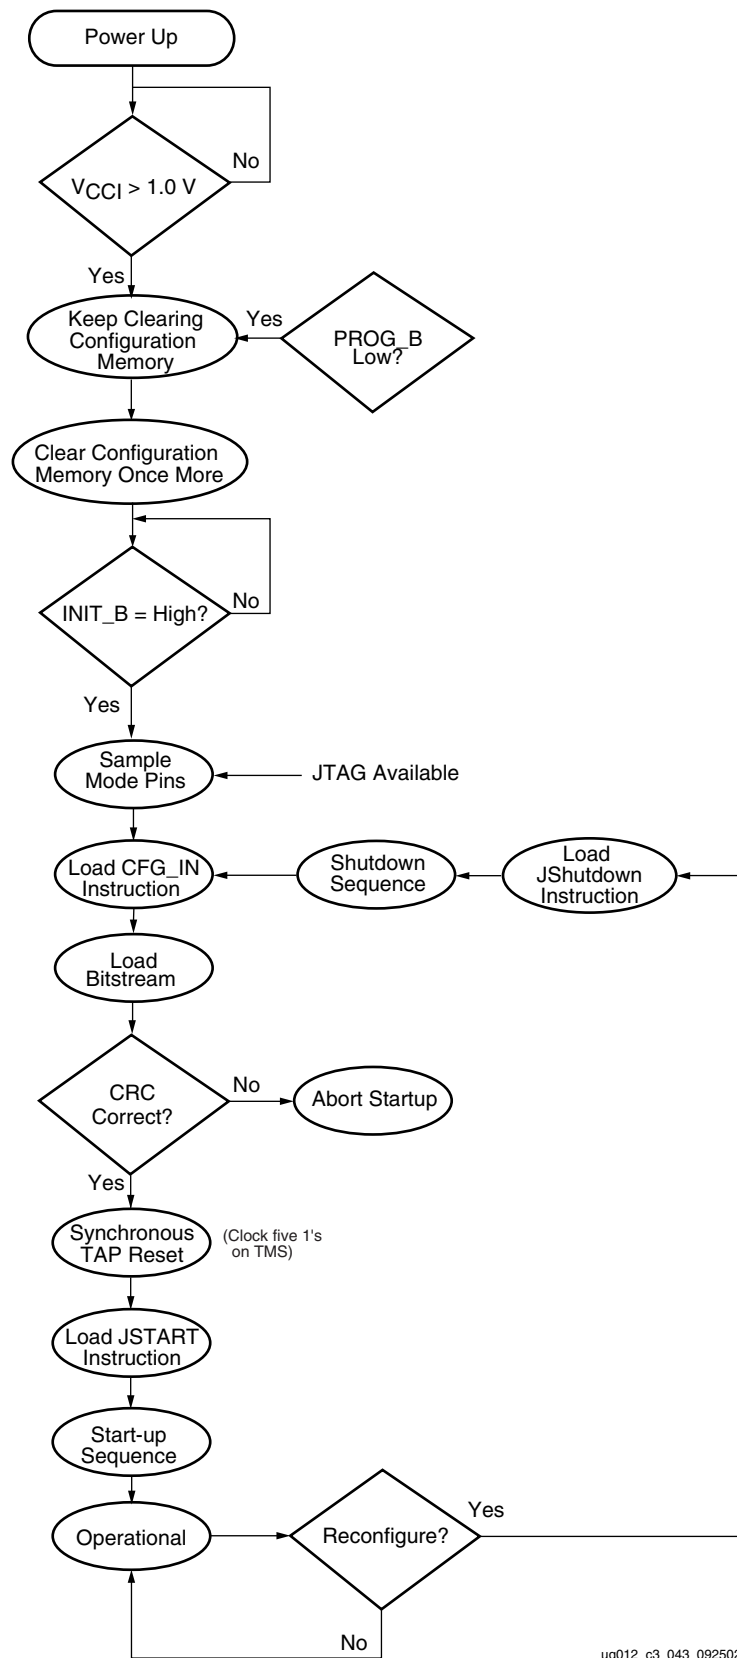 Power Up
No
VCCI > 1.0 V
Yes
Keep Clearing
Configuration
Memory
Yes
PROG_B
Low?
Clear Configuration
Memory Once More
INIT_B = High?
No
Yes
Sample
Mode Pins
JTAG Available
Load CFG_IN
Instruction
Shutdown
Sequence
Load
JShutdown
Instruction
Load
Bitstream
CRC
Correct?
No
Abort Startup
Yes
Synchronous
TAP Reset
(Clock five 1's
on TMS)
Load JSTART
Instruction
Start-up
Sequence
Operational
Reconfigure?
Yes
No
ug012_c3_043_092502